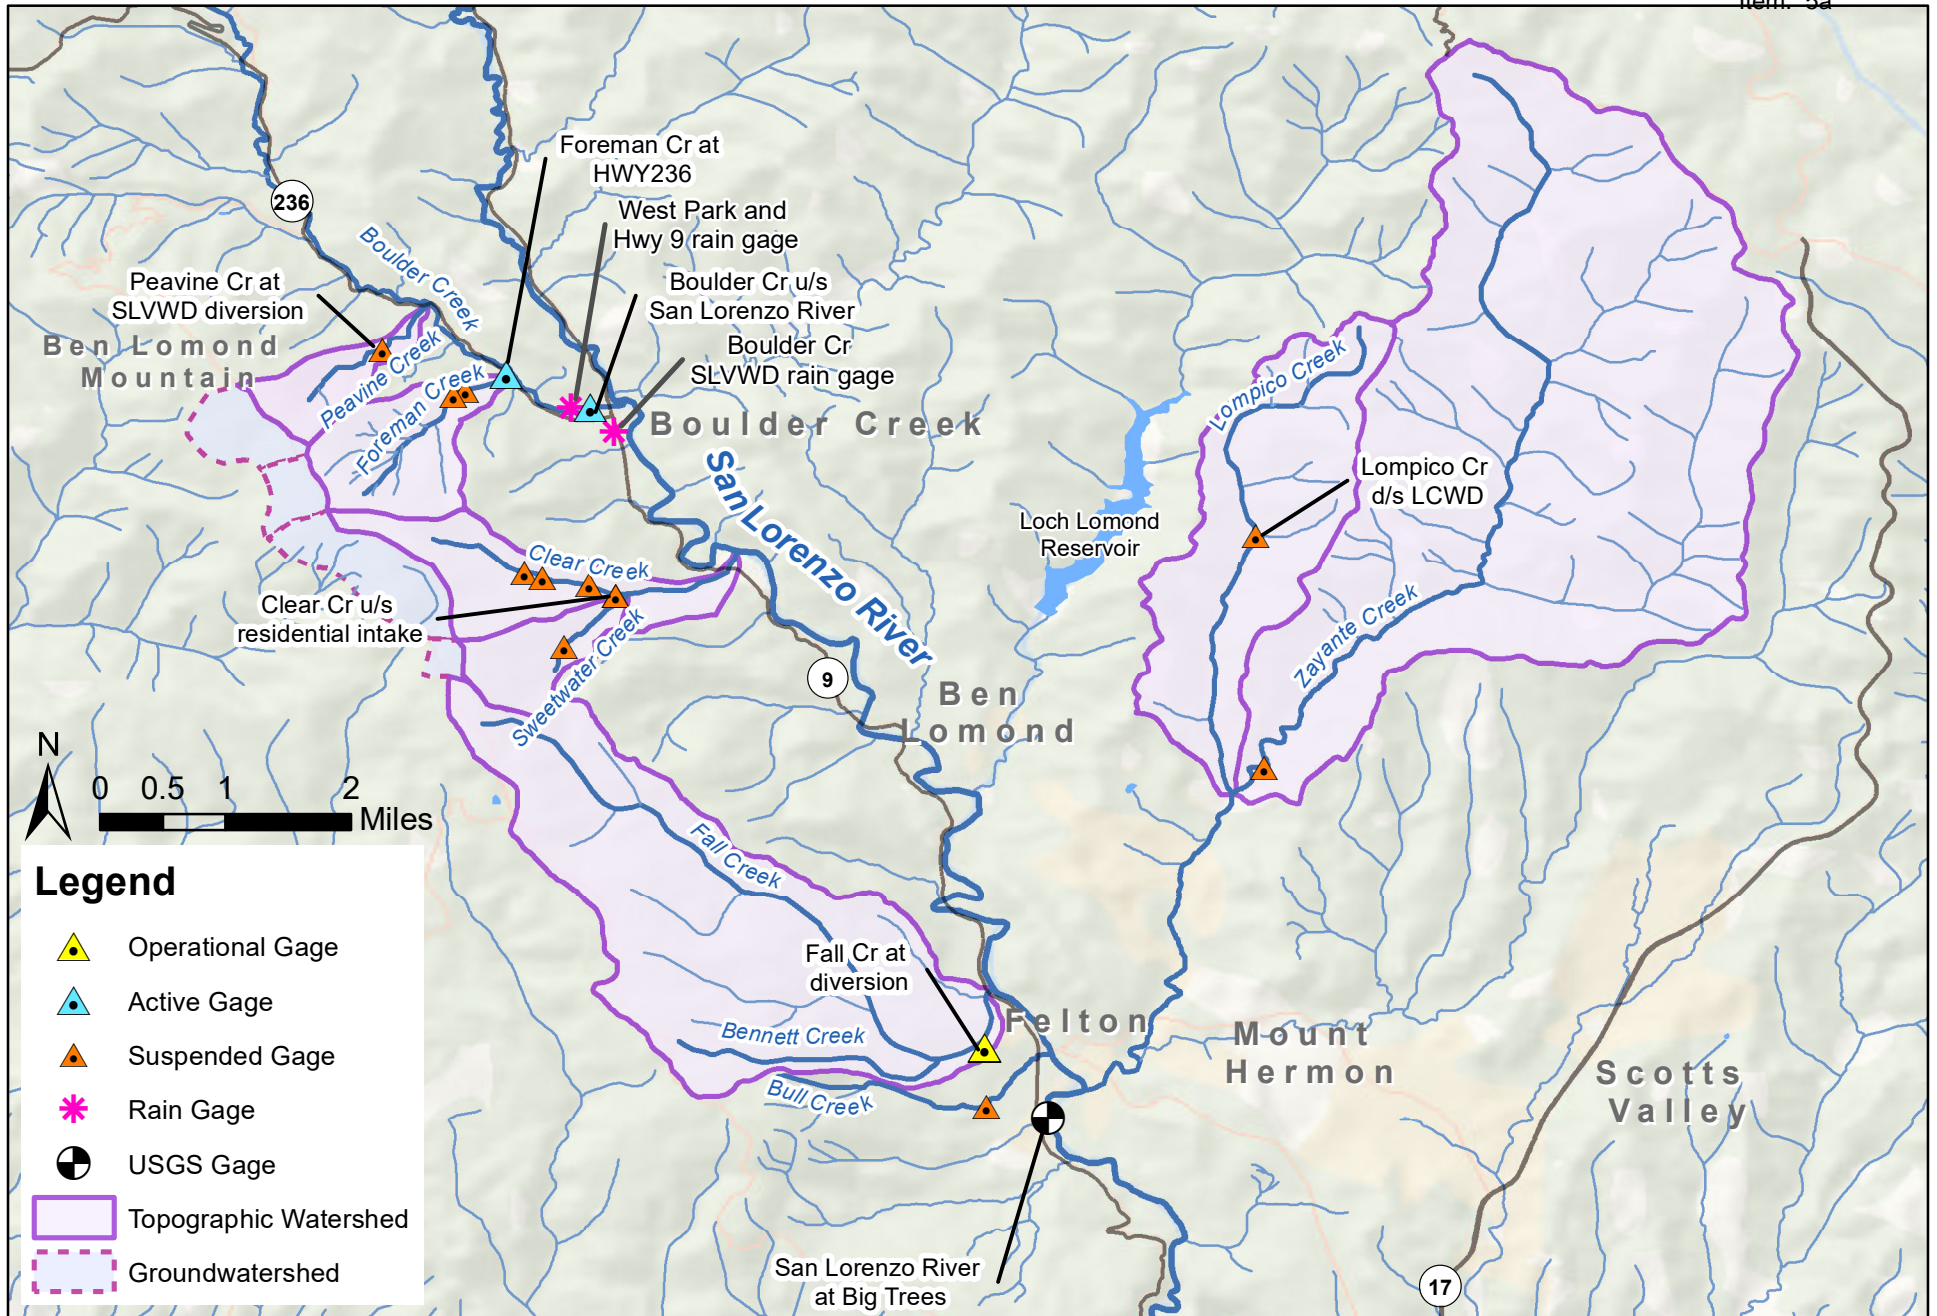 Item: 5a
Foreman Cr at
HWY236
236
West Park and
Hwy 9 rain gage
Boulder Creek
Peavine Cr at
SLVWD diversion
Boulder Cr u/s
San Lorenzo River
Ben Lomond
Mountain
Boulder Cr
SLVWD rain gage
Peavine Creek
Foreman Creek
Lompico Creek
Boulder Creek
San Lorenzo River
Lompico Cr
d/s LCWD
Loch Lomond
Reservoir
Clear Creek
Clear Cr u/s
residential intake
Sweetwater Creek
Zayante Creek
9
Ben
Lomond
N
0 0.5 1 2
Miles
Fall Creek
Legend
Operational Gage
Active Gage
Suspended Gage
Rain Gage
USGS Gage
Topographic Watershed
Groundwatershed
Fall Cr at
diversion
Bennett Creek
Bull Creek
Felton
Mount
Hermon
Scotts
Valley
San Lorenzo River
at Big Trees
17